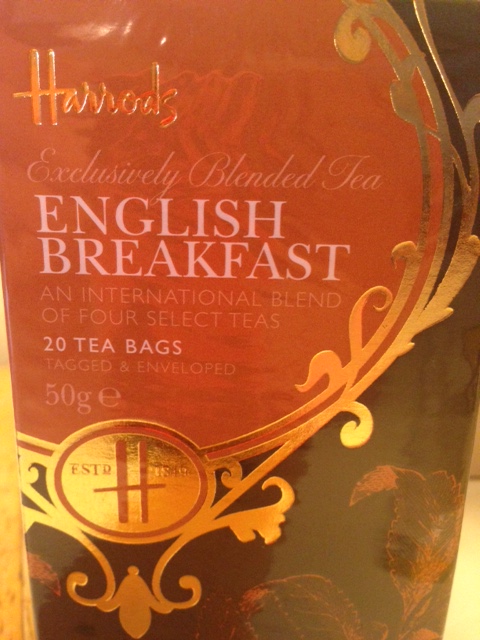 Harrods
Exclusively Blended Tea
ENGLISH
BREAKFAST
AN INTERNATIONAL BLEND
OF FOUR SELECT TEAS
20 TEA BAGS
TAGGED & ENVELOPED
50g ℮
ESTD H 1849